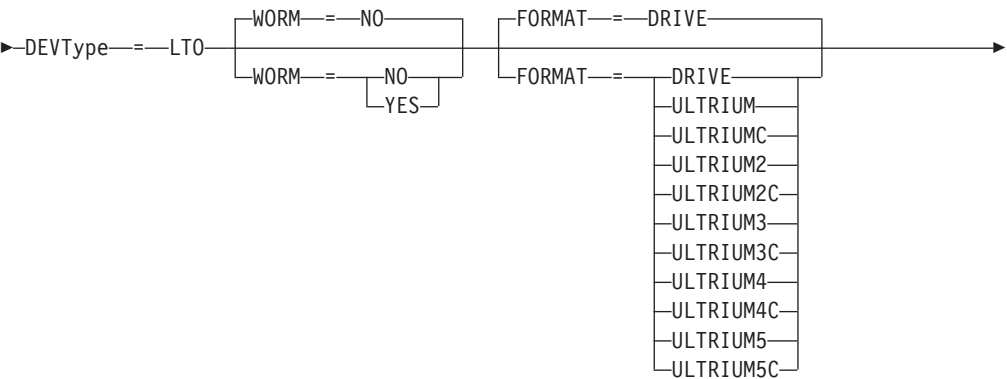 WORM = NO FORMAT = DRIVE
DEVType = LTO
WORM = NO FORMAT = DRIVE
YES ULTRIUM
ULTRIUMC
ULTRIUM2
ULTRIUM2C
ULTRIUM3
ULTRIUM3C
ULTRIUM4
ULTRIUM4C
ULTRIUM5
ULTRIUM5C